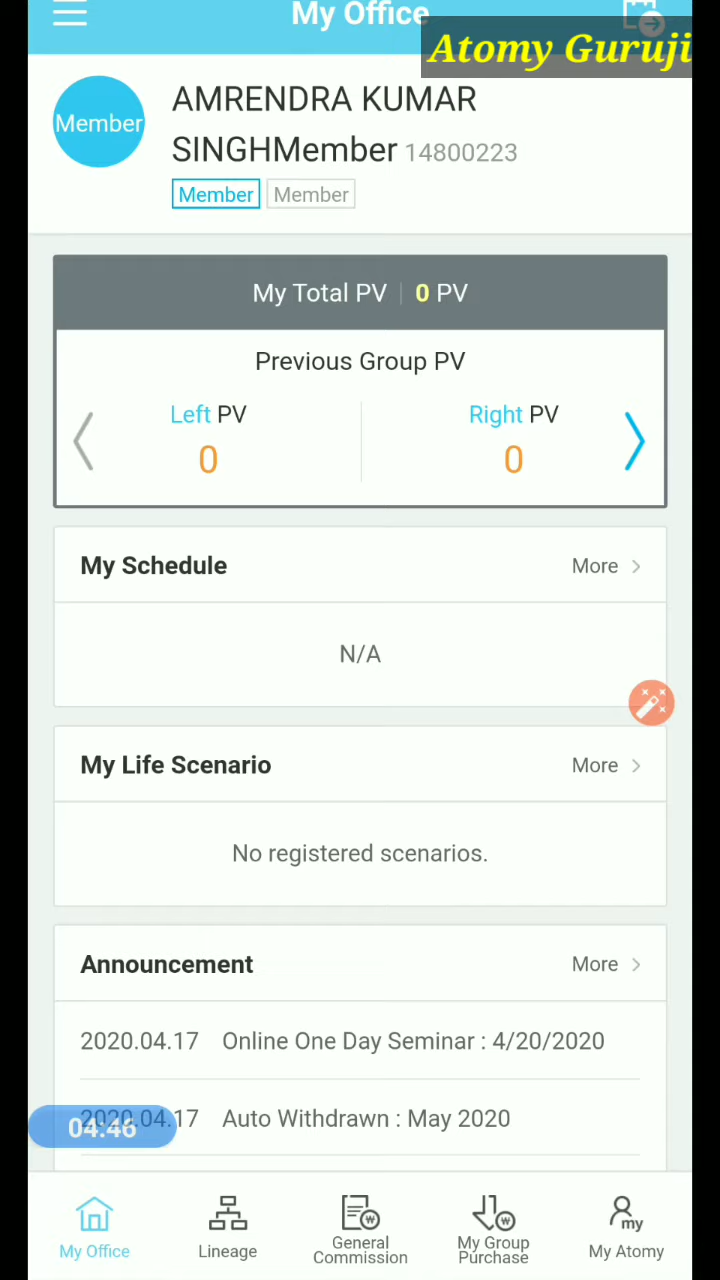 My Office
Atomy Guruji
Member
AMRENDRA KUMAR
SINGHMember 14800223
Member Member
My Total PV | 0 PV
Previous Group PV
Left PV Right PV
0 0
My Schedule More
N/A
My Life Scenario More
No registered scenarios.
Announcement More
2020.04.17 Online One Day Seminar : 4/20/2020
2020.04.17 Auto Withdrawn : May 2020
04:46
My Office Lineage General Commission My Group Purchase My Atomy